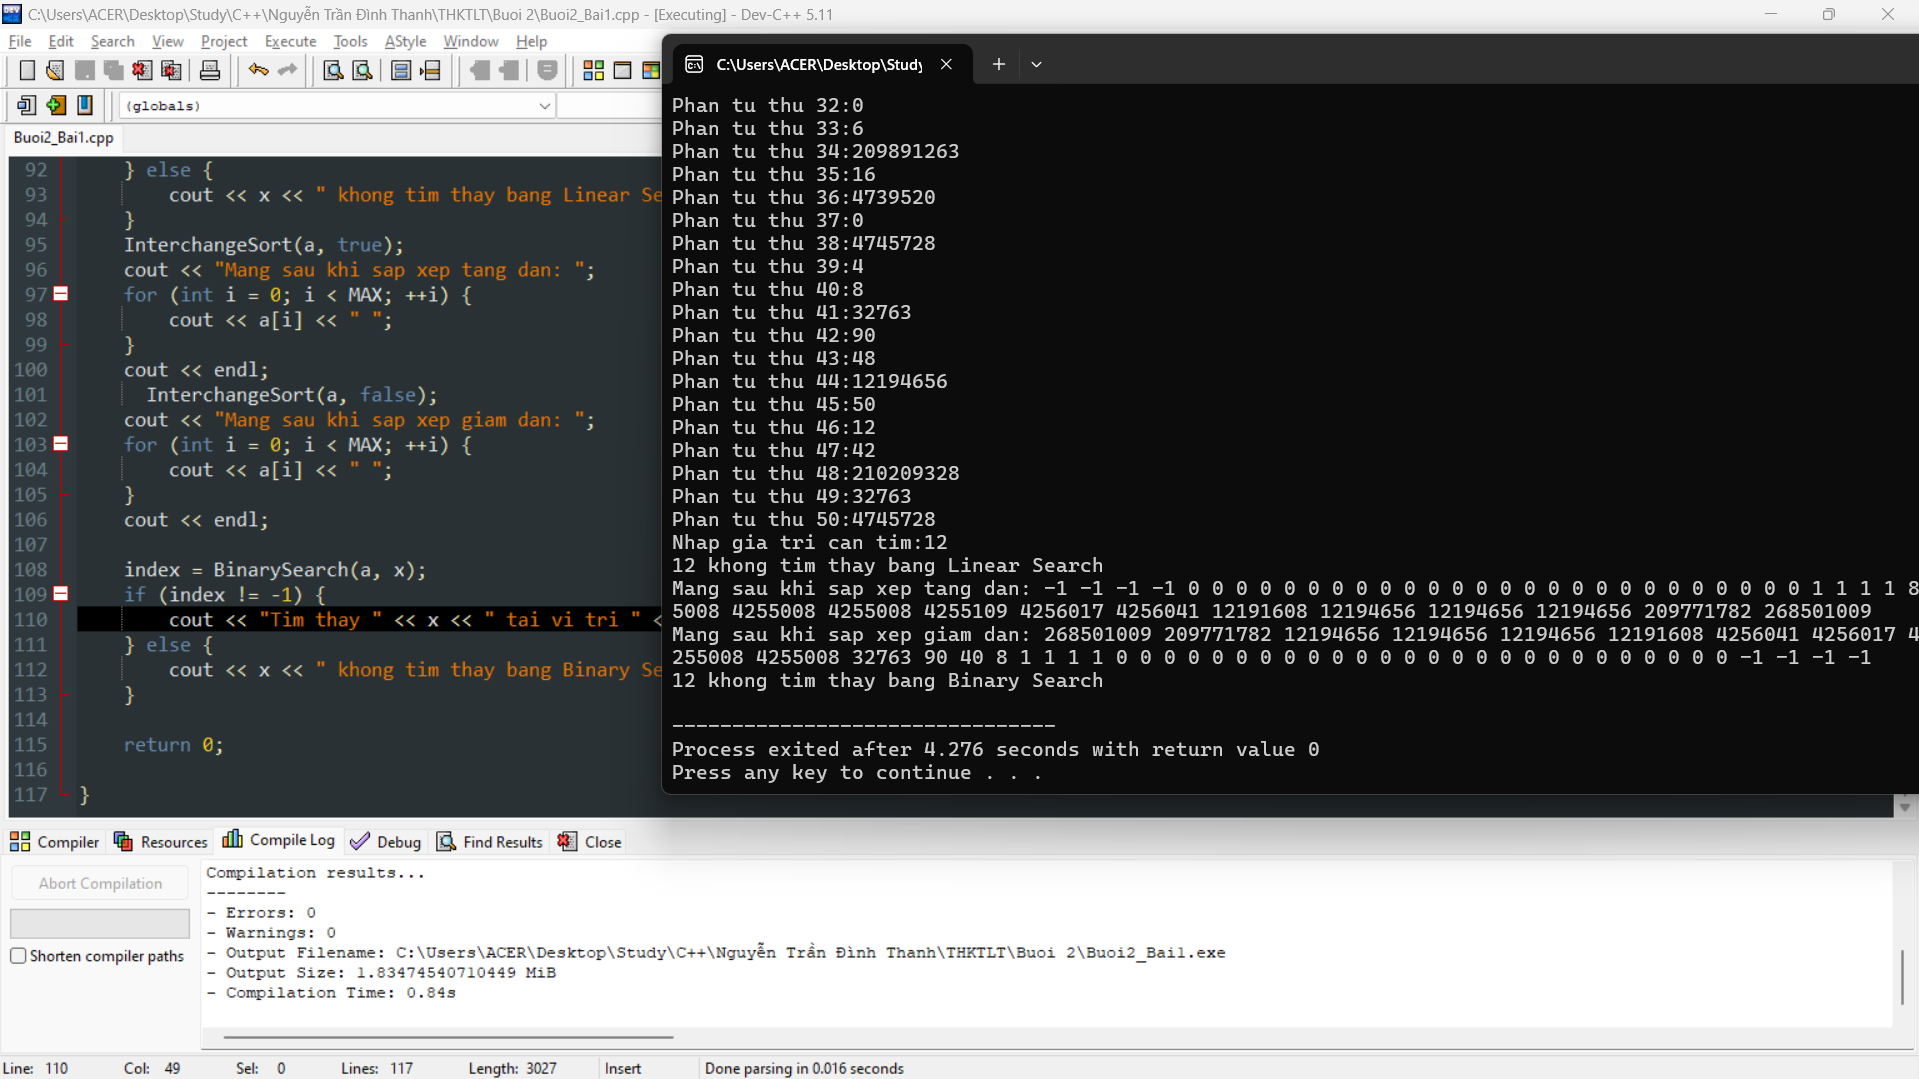 C:\Users\ACER\Desktop\Study\C++\Nguyễn Trần Đình Thanh\THKTLT\Buoi 2\Buoi2_Bai1.cpp - [Executing] - Dev-C++ 5.11
File Edit Search View Project Execute Tools AStyle Window Help
(globals)
Buoi2_Bai1.cpp
92 } else {
93 cout << x << " khong tim thay bang Linear Se
94 }
95 InterchangeSort(a, true);
96 cout << "Mang sau khi sap xep tang dan: ";
97 for (int i = 0; i < MAX; ++i) {
98 cout << a[i] << " ";
99 }
100 cout << endl;
101 InterchangeSort(a, false);
102 cout << "Mang sau khi sap xep giam dan: ";
103 for (int i = 0; i < MAX; ++i) {
104 cout << a[i] << " ";
105 }
106 cout << endl;
107
108 index = BinarySearch(a, x);
109 if (index != -1) {
110 cout << "Tim thay " << x << " tai vi tri " <
111 } else {
112 cout << x << " khong tim thay bang Binary Se
113 }
114
115 return 0;
116
117 }
C:\Users\ACER\Desktop\Study
Phan tu thu 32:0
Phan tu thu 33:6
Phan tu thu 34:209891263
Phan tu thu 35:16
Phan tu thu 36:4739520
Phan tu thu 37:0
Phan tu thu 38:4745728
Phan tu thu 39:4
Phan tu thu 40:8
Phan tu thu 41:32763
Phan tu thu 42:90
Phan tu thu 43:48
Phan tu thu 44:12194656
Phan tu thu 45:50
Phan tu thu 46:12
Phan tu thu 47:42
Phan tu thu 48:210209328
Phan tu thu 49:32763
Phan tu thu 50:4745728
Nhap gia tri can tim:12
12 khong tim thay bang Linear Search
Mang sau khi sap xep tang dan: -1 -1 -1 -1 0 0 0 0 0 0 0 0 0 0 0 0 0 0 0 0 0 0 0 0 0 0 0 0 0 0 1 1 1 1 8
5008 4255008 4255008 4255109 4256017 4256041 12191608 12194656 12194656 12194656 209771782 268501009
Mang sau khi sap xep giam dan: 268501009 209771782 12194656 12194656 12194656 12191608 4256041 4256017 4
255008 4255008 32763 90 40 8 1 1 1 1 0 0 0 0 0 0 0 0 0 0 0 0 0 0 0 0 0 0 0 0 0 0 0 0 0 0 -1 -1 -1 -1
12 khong tim thay bang Binary Search
--------------------------------
Process exited after 4.276 seconds with return value 0
Press any key to continue . . .
Compiler Resources Compile Log Debug Find Results Close
Abort Compilation
Shorten compiler paths
Compilation results...
--------
- Errors: 0
- Warnings: 0
- Output Filename: C:\Users\ACER\Desktop\Study\C++\Nguyễn Trần Đình Thanh\THKTLT\Buoi 2\Buoi2_Bai1.exe
- Output Size: 1.83474540710449 MiB
- Compilation Time: 0.84s
Line: 110 Col: 49 Sel: 0 Lines: 117 Length: 3027 Insert Done parsing in 0.016 seconds